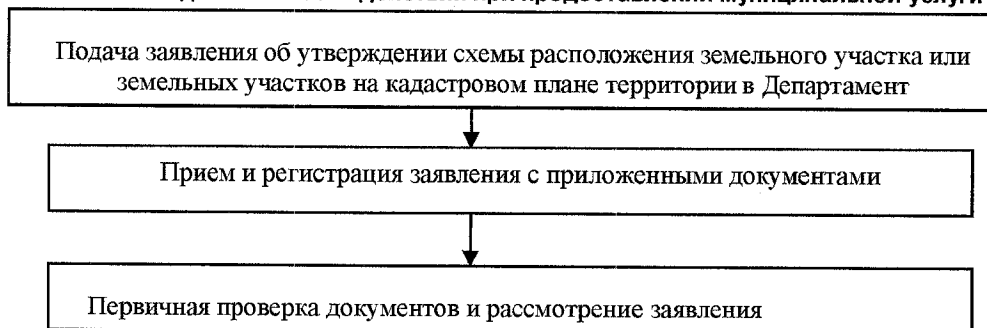 при предоставлении муниципальной услуги
Подача заявления об утверждении схемы расположения земельного участка или
земельных участков на кадастровом плане территории в Департамент
Прием и регистрация заявления с приложенными документами
Первичная проверка документов и рассмотрение заявления